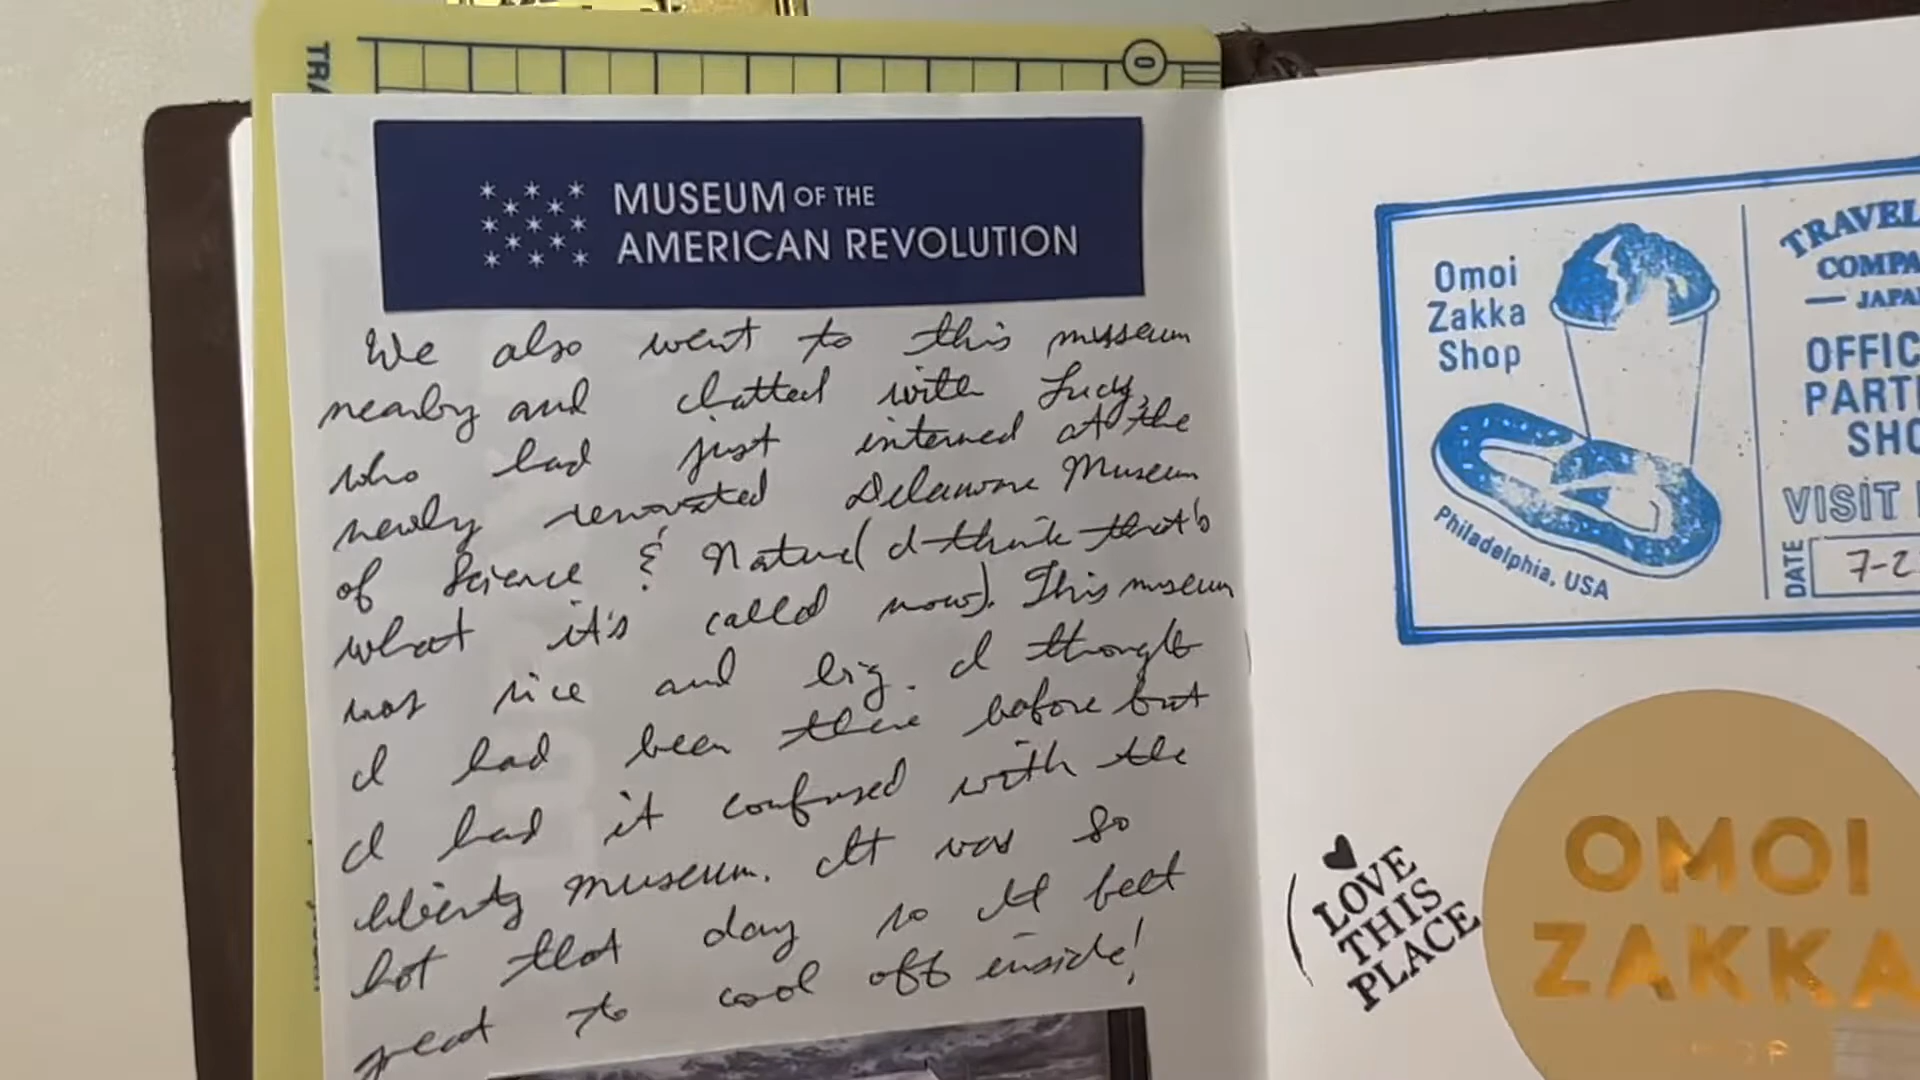 TRA
0
MUSEUM OF THE
AMERICAN REVOLUTION
We also went to this museum
nearby and chatted with Lucy,
who had just interned at the
newly renovated Delaware Museum
of Science & Nature (I think that's
what it's called now). This museum
was nice and big. I thought
I had been there before but
I had it confused with the
liberty museum. It was so
hot that day so it felt
great to cool off inside!
Omoi
Zakka
Shop
Philadelphia, USA
TRAVEL
COMPA
JAPA
OFFIC
PART
SHO
VISIT
DATE
7-2
I LOVE
THIS
PLACE
OMOI
ZAKKA